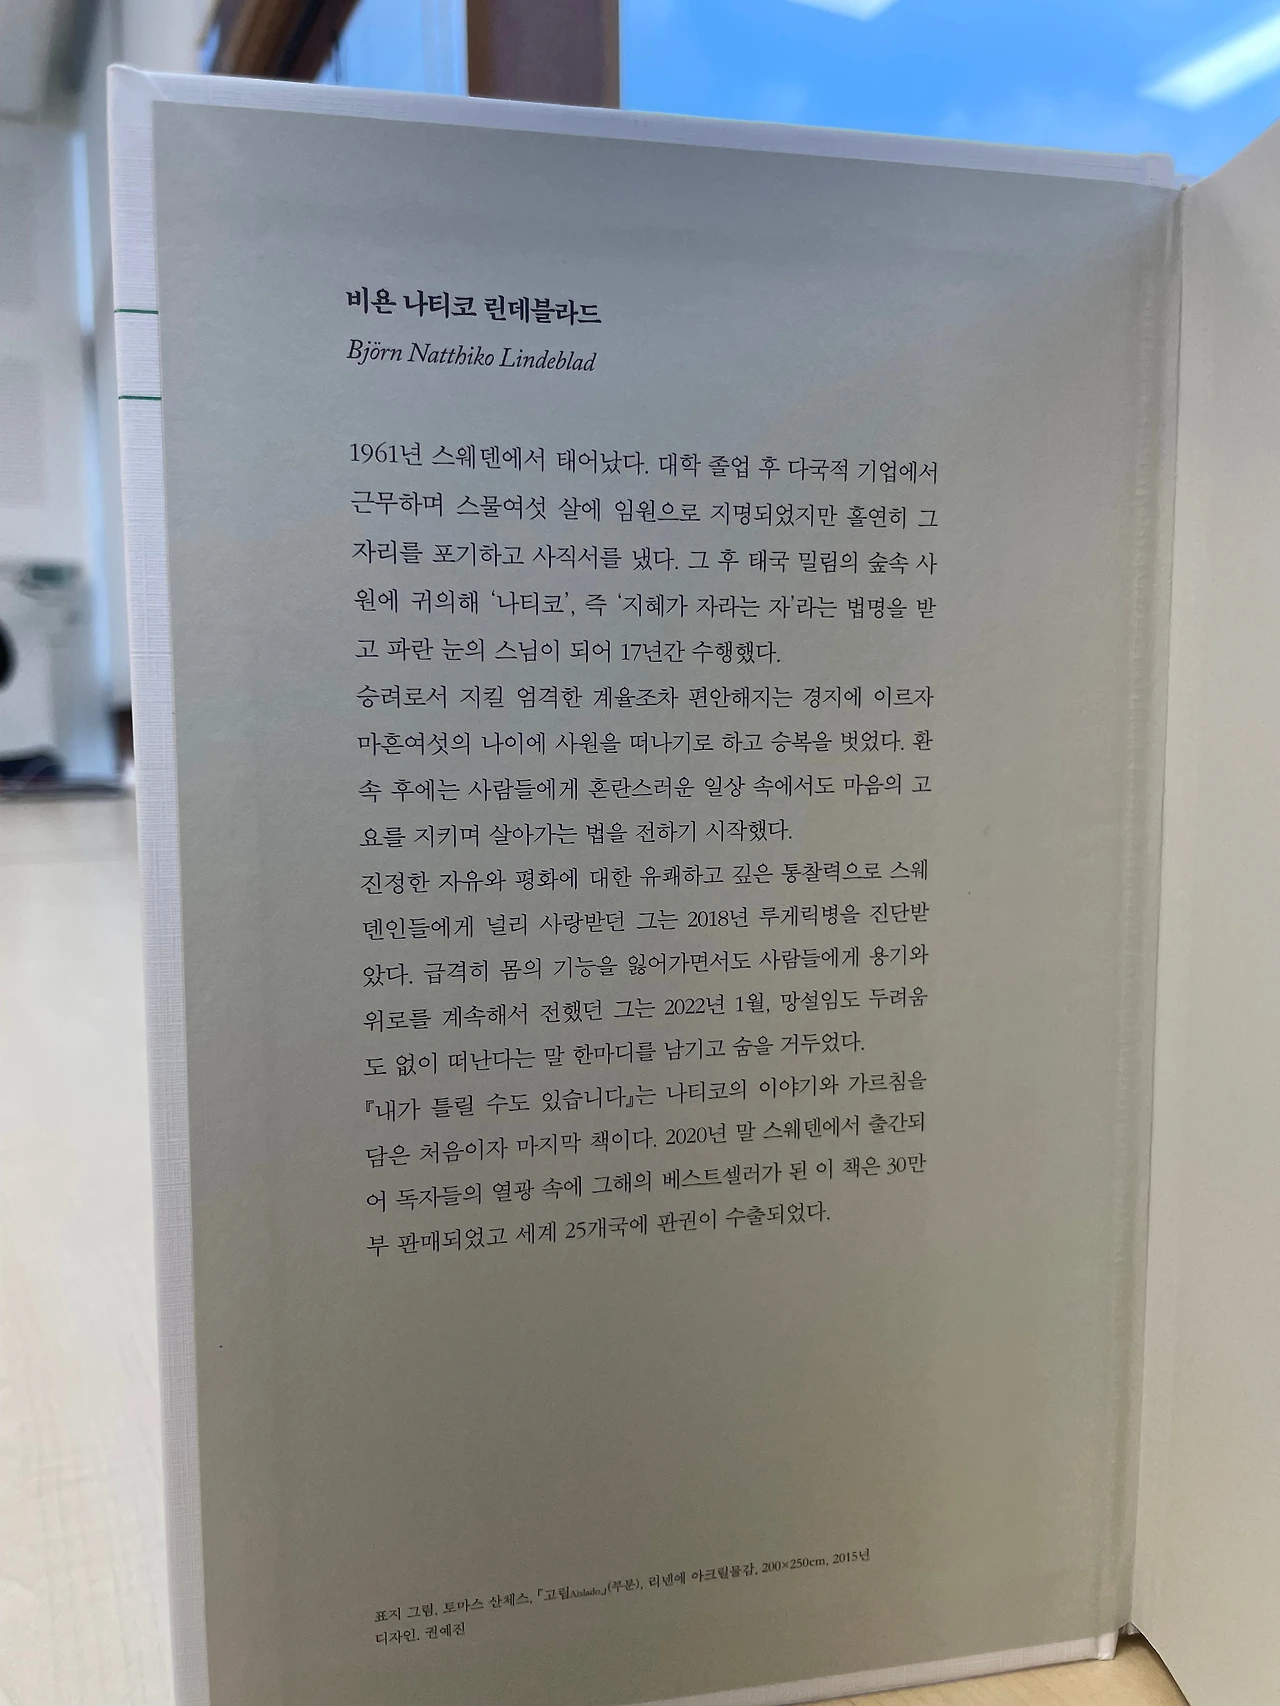 비욘 나티코 린데블라드
Björn Natthiko Lindeblad
1961년 스웨덴에서 태어났다. 대학 졸업 후 다국적 기업에서
근무하며 스물여섯 살에 임원으로 지명되었지만 홀연히 그
자리를 포기하고 사직서를 냈다. 그 후 태국 밀림의 숲속 사
원에 귀의해 ‘나티코’, 즉 ‘지혜가 자라는 자’라는 법명을 받
고 파란 눈의 스님이 되어 17년간 수행했다.
승려로서 지킬 엄격한 계율조차 편안해지는 경지에 이르자
마흔여섯의 나이에 사원을 떠나기로 하고 승복을 벗었다. 환
속 후에는 사람들에게 혼란스러운 일상 속에서도 마음의 고
요를 지키며 살아가는 법을 전하기 시작했다.
진정한 자유와 평화에 대한 유쾌하고 깊은 통찰력으로 스웨
덴인들에게 널리 사랑받던 그는 2018년 루게릭병을 진단받
았다. 급격히 몸의 기능을 잃어가면서도 사람들에게 용기와
위로를 계속해서 전했던 그는 2022년 1월, 망설임도 두려움
도 없이 떠난다는 말 한마디를 남기고 숨을 거두었다.
『내가 틀릴 수도 있습니다』는 나티코의 이야기와 가르침을
담은 처음이자 마지막 책이다. 2020년 말 스웨덴에서 출간되
어 독자들의 열광 속에 그해의 베스트셀러가 된 이 책은 30만
부 판매되었고 세계 25개국에 판권이 수출되었다.
표지 그림. 토마스 산체스, 「고립Aislado」(부분), 리넨에 아크릴물감, 200×250cm, 2015년
디자인. 권예진